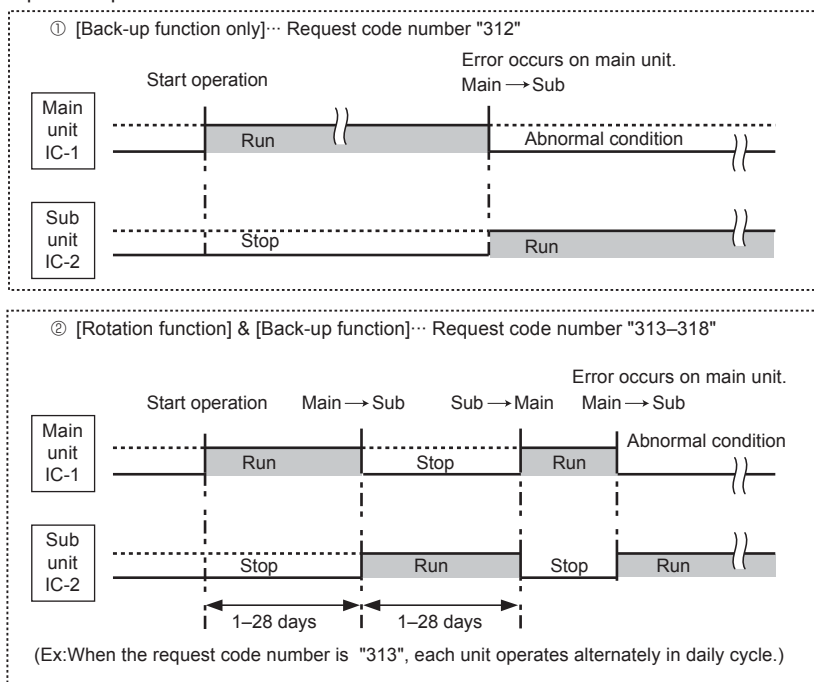 ① [Back-up function only]··· Request code number "312"
Error occurs on main unit.
Start operation
Main → Sub
Main
unit
IC-1
Run
Abnormal condition
Sub
unit
IC-2
Stop
Run
② [Rotation function] & [Back-up function]··· Request code number "313–318"
Error occurs on main unit.
Start operation
Main → Sub
Sub → Main
Main → Sub
Main
unit
IC-1
Run
Stop
Run
Abnormal condition
Sub
unit
IC-2
Stop
Run
Stop
Run
1–28 days
1–28 days
(Ex:When the request code number is "313", each unit operates alternately in daily cycle.)